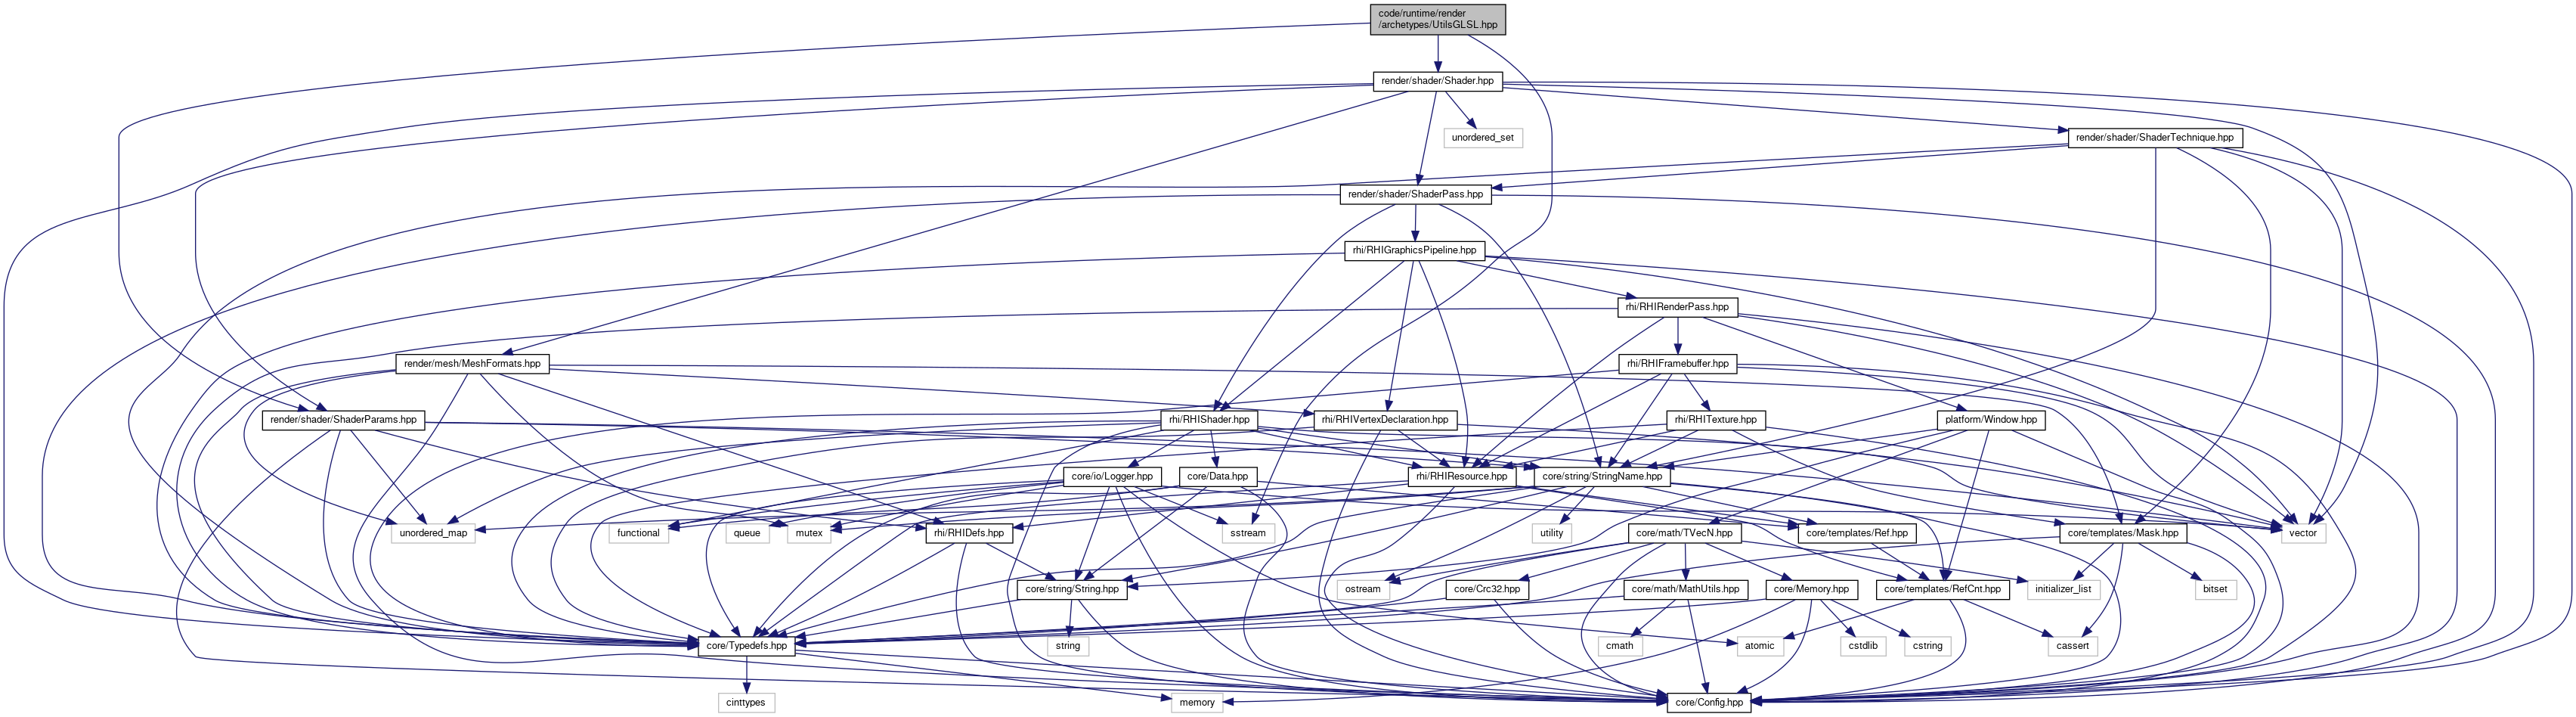 code/runtime/render
/archetypes/UtilsGLSL.hpp
render/shader/Shader.hpp
unordered_set
render/shader/ShaderTechnique.hpp
render/shader/ShaderPass.hpp
rhi/RHIGraphicsPipeline.hpp
rhi/RHIRenderPass.hpp
render/mesh/MeshFormats.hpp
rhi/RHIFramebuffer.hpp
render/shader/ShaderParams.hpp
rhi/RHIShader.hpp
rhi/RHIVertexDeclaration.hpp
rhi/RHITexture.hpp
platform/Window.hpp
core/io/Logger.hpp
core/Data.hpp
rhi/RHIResource.hpp
core/string/StringName.hpp
unordered_map
functional
queue
mutex
rhi/RHIDefs.hpp
sstream
utility
core/math/TVecN.hpp
core/templates/Ref.hpp
core/templates/Mask.hpp
vector
core/string/String.hpp
ostream
core/Crc32.hpp
core/math/MathUtils.hpp
core/Memory.hpp
core/templates/RefCnt.hpp
initializer_list
bitset
core/Typedefs.hpp
string
cmath
atomic
cstdlib
cstring
cassert
cinttypes
memory
core/Config.hpp